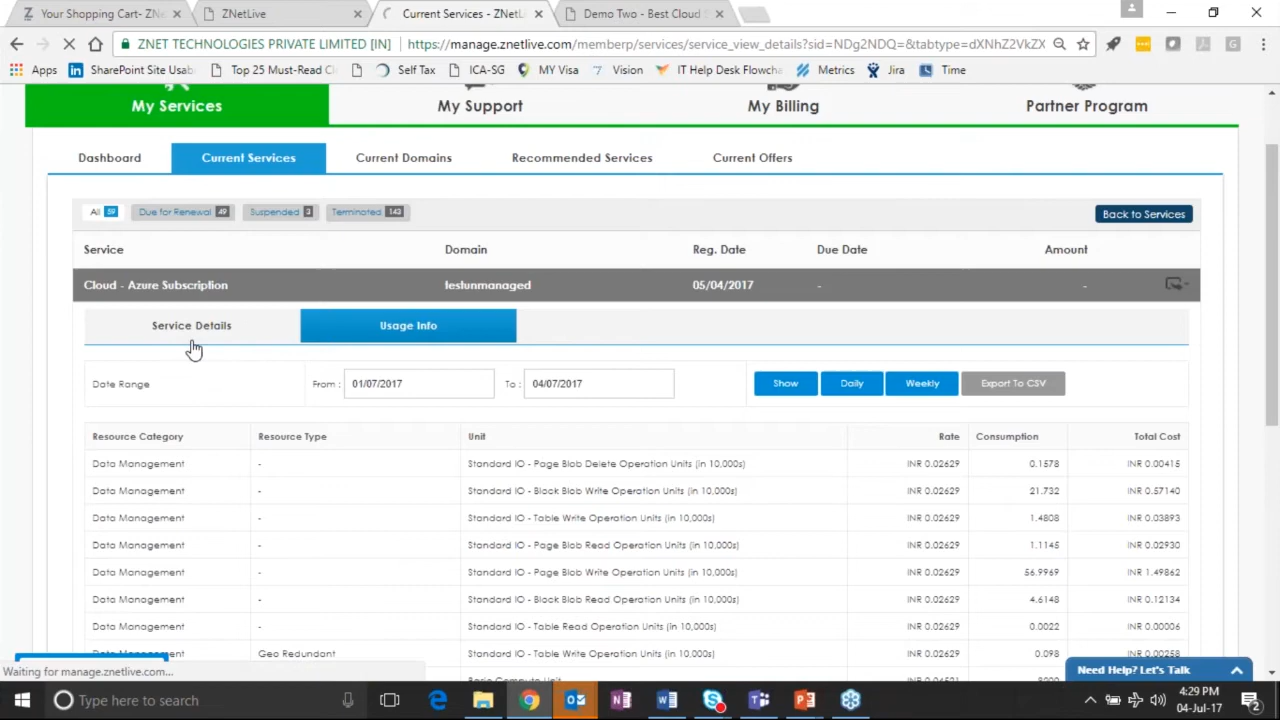 Your Shopping Cart- ZNe
ZNetLive
Current Services - ZNetLi
Demo Two - Best Cloud S
ZNET TECHNOLOGIES PRIVATE LIMITED [IN] https://manage.znetlive.com/memberp/services/service_view_details?sid=NDg2NDQ=&tabtype=dXNhZ2VkZX
Apps
SharePoint Site Usab
Top 25 Must-Read Cl
Self Tax
ICA-SG
MY Visa
Vision
IT Help Desk Flowcha
Metrics
Jira
Time
My Services
My Support
My Billing
Partner Program
Dashboard
Current Services
Current Domains
Recommended Services
Current Offers
All 59
Due for Renewal 49
Suspended 3
Terminated 143
Back to Services
Service Domain Reg. Date Due Date Amount
Cloud - Azure Subscription testunmanaged 05/04/2017 - -
Service Details
Usage Info
Date Range From : 01/07/2017 To : 04/07/2017 Show Daily Weekly Export To CSV
Resource Category Resource Type Unit Rate Consumption Total Cost
Data Management - Standard IO - Page Blob Delete Operation Units (in 10,000s) INR 0.02629 0.1578 INR 0.00415
Data Management - Standard IO - Block Blob Write Operation Units (in 10,000s) INR 0.02629 21.732 INR 0.57140
Data Management - Standard IO - Table Write Operation Units (in 10,000s) INR 0.02629 1.4808 INR 0.03893
Data Management - Standard IO - Page Blob Read Operation Units (in 10,000s) INR 0.02629 1.1145 INR 0.02930
Data Management - Standard IO - Page Blob Write Operation Units (in 10,000s) INR 0.02629 56.9969 INR 1.49862
Data Management - Standard IO - Block Blob Read Operation Units (in 10,000s) INR 0.02629 4.6148 INR 0.12134
Data Management - Standard IO - Table Read Operation Units (in 10,000s) INR 0.02629 0.0022 INR 0.00006
Data Management Geo Redundant Standard IO - Table Write Operation Units (in 10,000s) INR 0.02629 0.098 INR 0.00258
Waiting for manage.znetlive.com...
Need Help? Let's Talk
Type here to search
4:29 PM
04-Jul-17
2